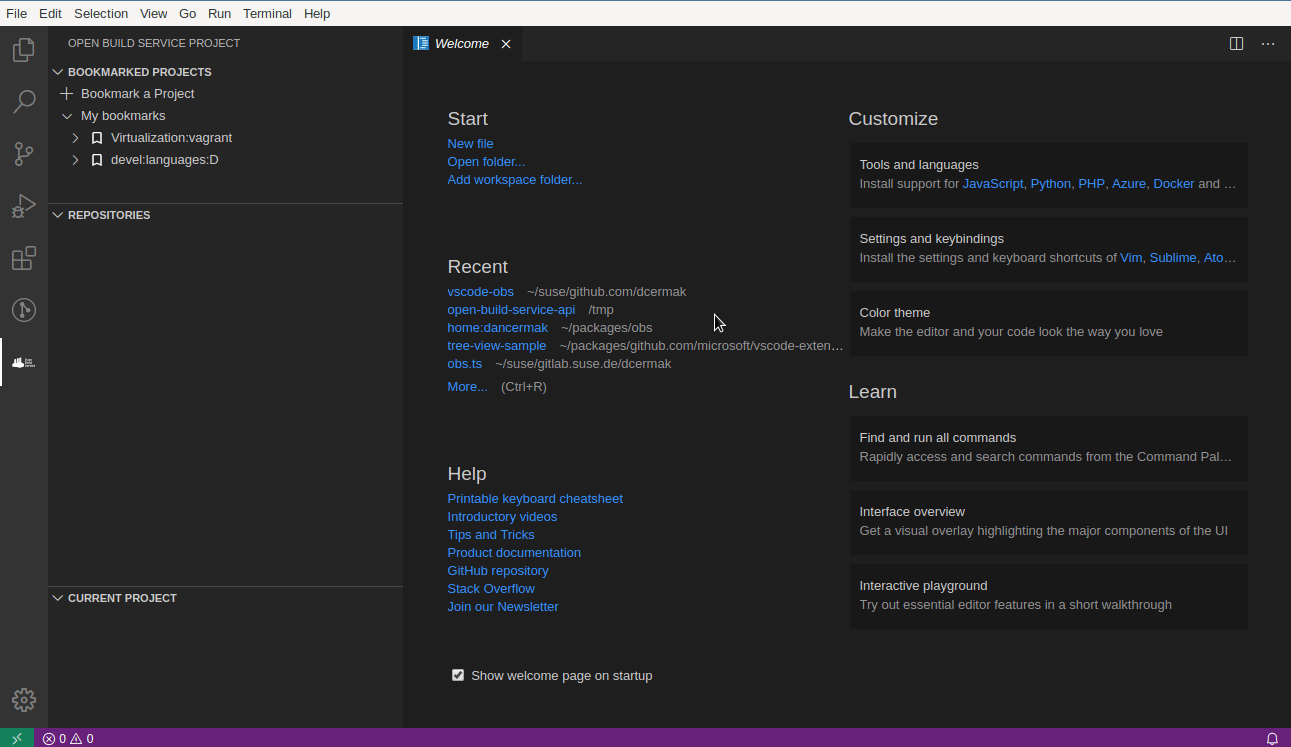 File Edit Selection View Go Run Terminal Help
OPEN BUILD SERVICE PROJECT
BOOKMARKED PROJECTS
Bookmark a Project
My bookmarks
Virtualization:vagrant
devel:languages:D
REPOSITORIES
CURRENT PROJECT
Welcome
Start
New file
Open folder...
Add workspace folder...
Recent
vscode-obs ~/suse/github.com/dcermak
open-build-service-api /tmp
home:dancermak ~/packages/obs
tree-view-sample ~/packages/github.com/microsoft/vscode-exten…
obs.ts ~/suse/gitlab.suse.de/dcermak
More... (Ctrl+R)
Help
Printable keyboard cheatsheet
Introductory videos
Tips and Tricks
Product documentation
GitHub repository
Stack Overflow
Join our Newsletter
Show welcome page on startup
Customize
Tools and languages
Install support for JavaScript, Python, PHP, Azure, Docker and …
Settings and keybindings
Install the settings and keyboard shortcuts of Vim, Sublime, Ato…
Color theme
Make the editor and your code look the way you love
Learn
Find and run all commands
Rapidly access and search commands from the Command Pal…
Interface overview
Get a visual overlay highlighting the major components of the UI
Interactive playground
Try out essential editor features in a short walkthrough
0 0